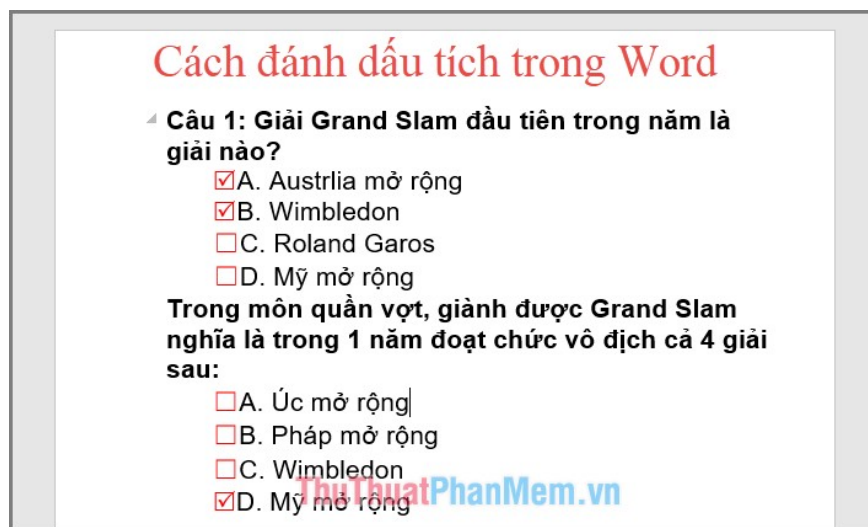 Cách đánh dấu tích trong Word
Câu 1: Giải Grand Slam đầu tiên trong năm là
giải nào?
☑A. Austrlia mở rộng
☑B. Wimbledon
☐C. Roland Garos
☐D. Mỹ mở rộng
Trong môn quần vợt, giành được Grand Slam
nghĩa là trong 1 năm đoạt chức vô địch cả 4 giải
sau:
☐A. Úc mở rộng
☐B. Pháp mở rộng
☐C. Wimbledon
☑D. Mỹ mở rộng
ThuThuatPhanMem.vn